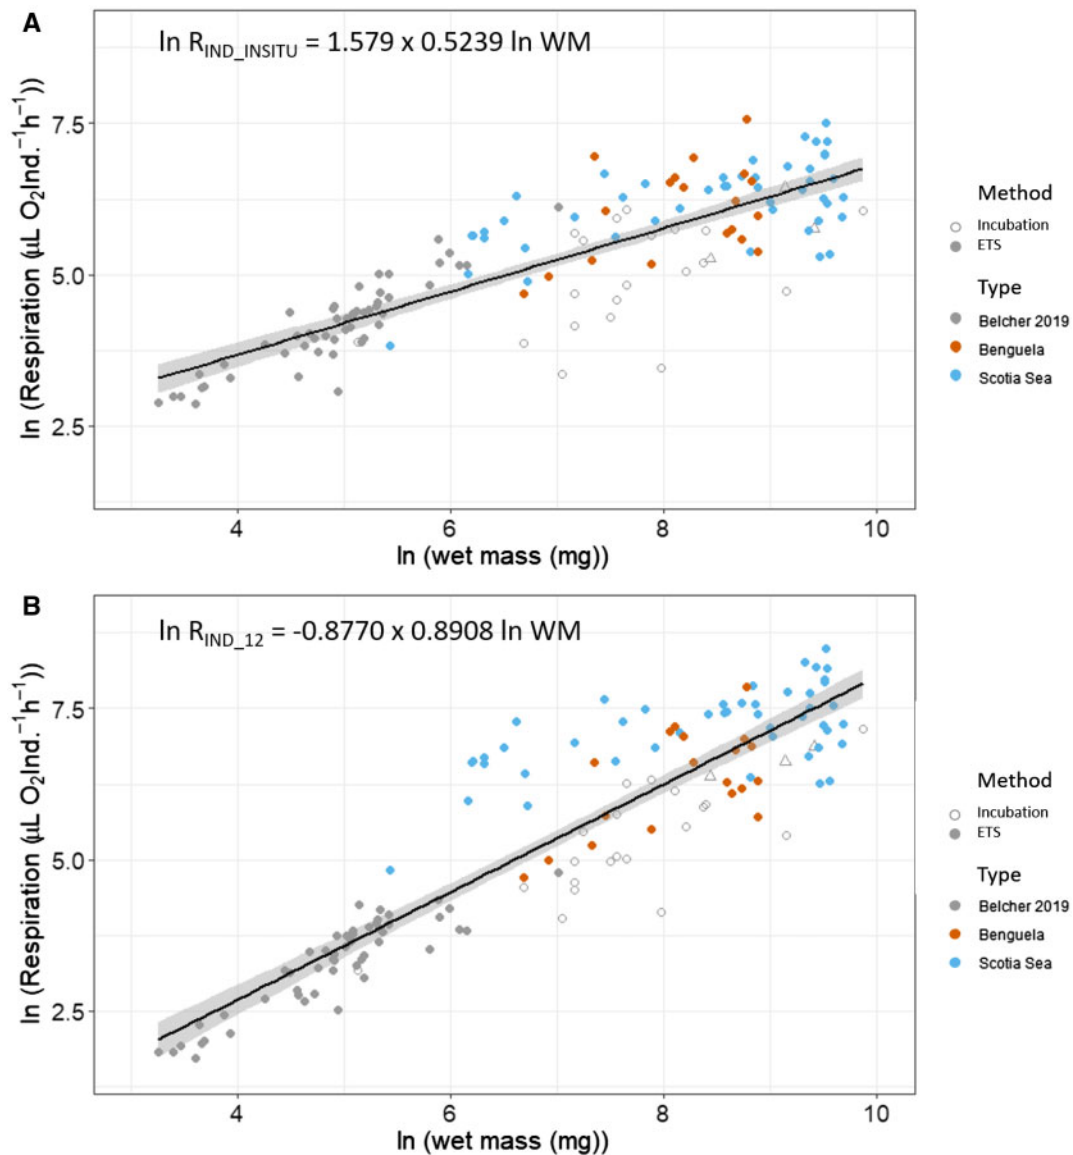 A
ln R_IND_INSITU = 1.579 x 0.5239 ln WM
ln (Respiration (µL O₂Ind.⁻¹h⁻¹))
7.5
5.0
2.5
4 6 8 10
ln (wet mass (mg))
Method
Incubation
ETS
Type
Belcher 2019
Benguela
Scotia Sea
B
ln R_IND_12 = -0.8770 x 0.8908 ln WM
ln (Respiration (µL O₂Ind.⁻¹h⁻¹))
7.5
5.0
2.5
4 6 8 10
ln (wet mass (mg))
Method
Incubation
ETS
Type
Belcher 2019
Benguela
Scotia Sea